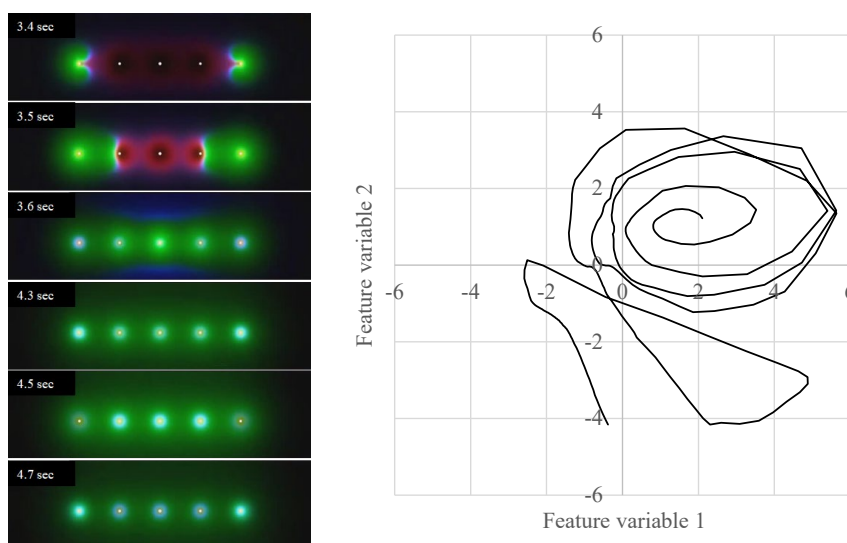 3.4 sec
3.5 sec
3.6 sec
4.3 sec
4.5 sec
4.7 sec
6
4
2
0
-2
-4
-6
-6 -4 -2 0 2 4 6
Feature variable 2
Feature variable 1